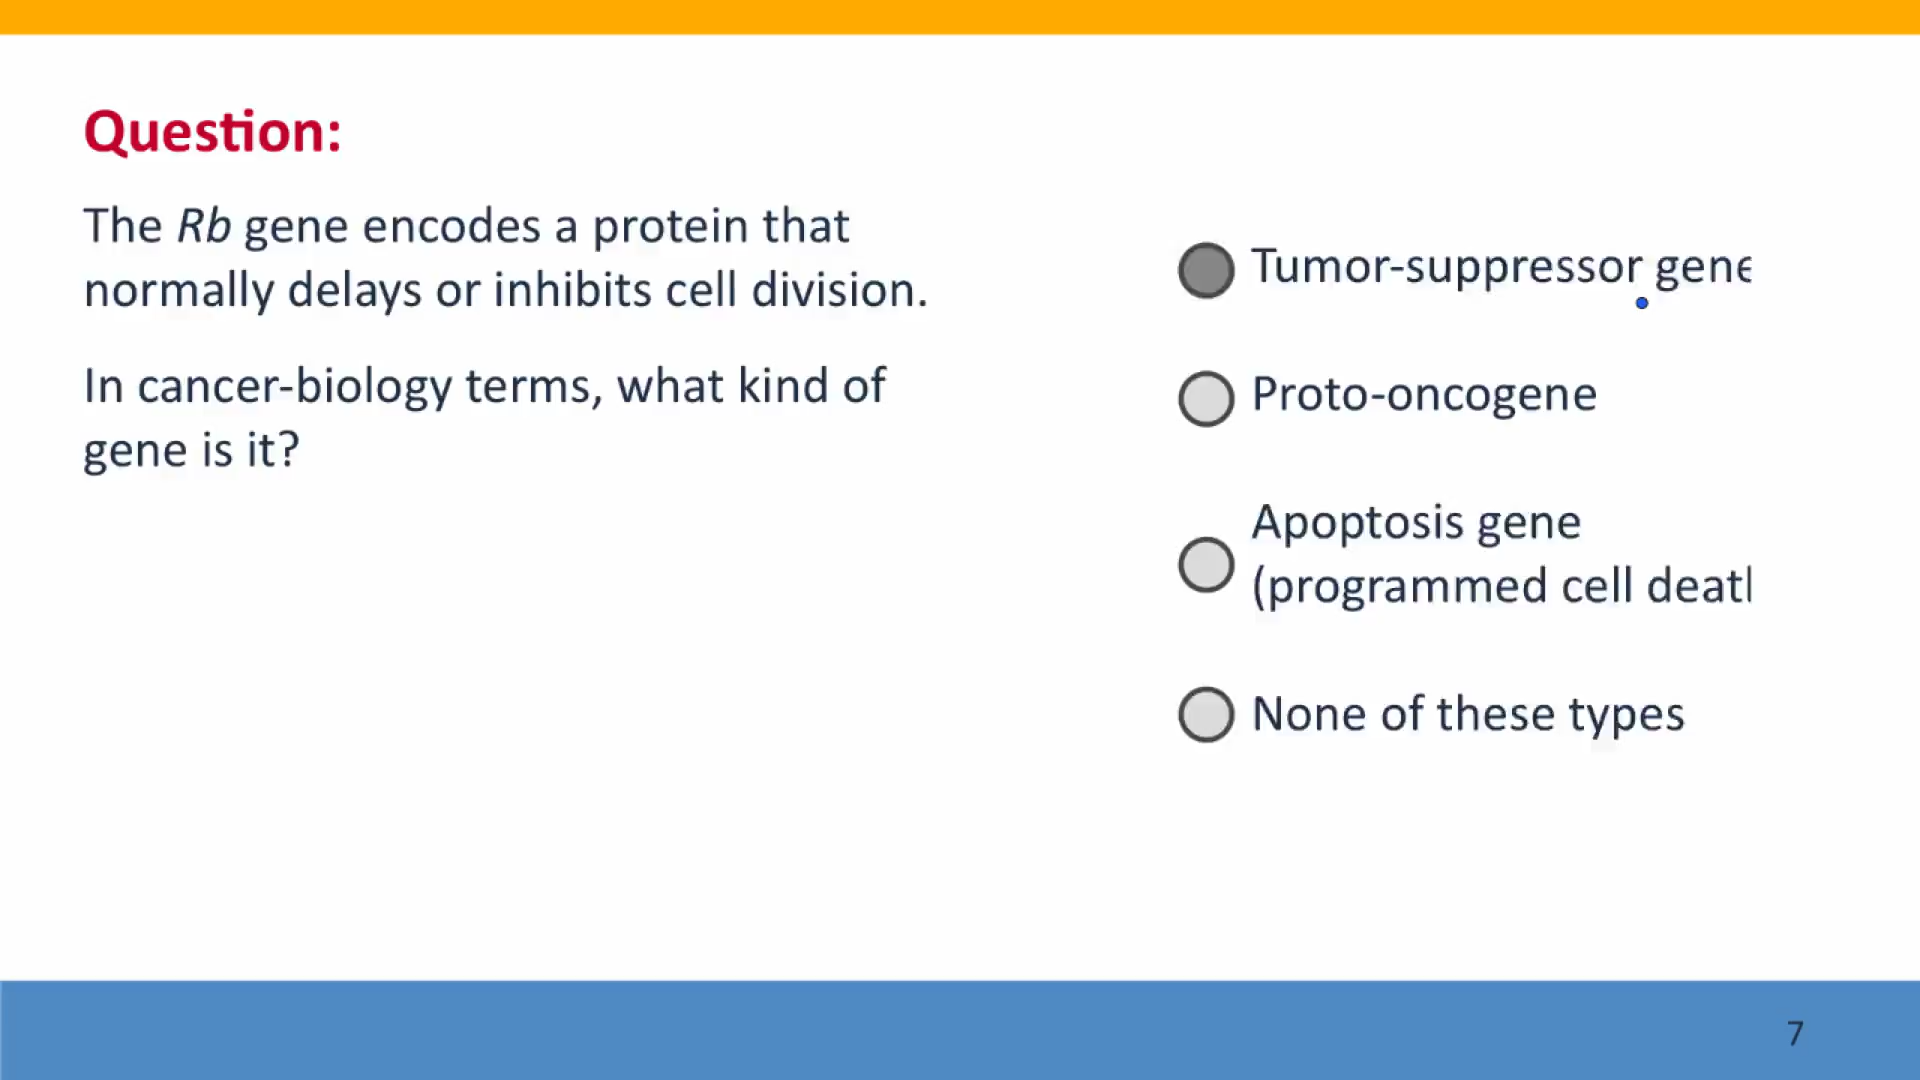 Question:
The Rb gene encodes a protein that
normally delays or inhibits cell division.
In cancer-biology terms, what kind of
gene is it?
Tumor-suppressor gene
Proto-oncogene
Apoptosis gene
(programmed cell
None of these types
7